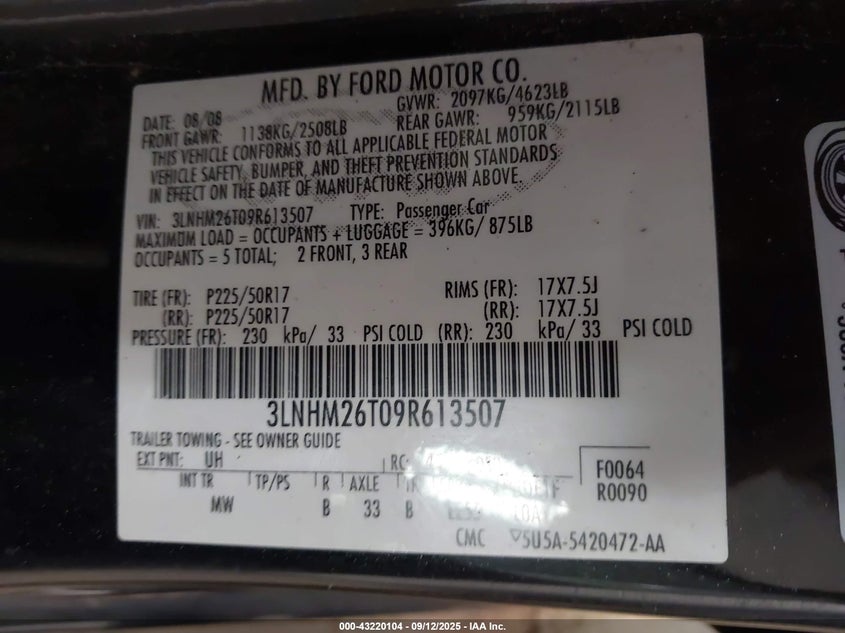 MFD. BY FORD MOTOR CO.
DATE: 08/08 GVWR: 2097KG/4623LB
FRONT GAWR: 1138KG/2508LB REAR GAWR: 959KG/2115LB
THIS VEHICLE CONFORMS TO ALL APPLICABLE FEDERAL MOTOR
VEHICLE SAFETY, BUMPER, AND THEFT PREVENTION STANDARDS
IN EFFECT ON THE DATE OF MANUFACTURE SHOWN ABOVE.
VIN: 3LNHM26T09R613507 TYPE: Passenger Car
MAXIMUM LOAD = OCCUPANTS + LUGGAGE = 396KG/ 875LB
OCCUPANTS = 5 TOTAL; 2 FRONT, 3 REAR
TIRE (FR): P225/50R17 RIMS (FR): 17X7.5J
(RR): P225/50R17 (RR): 17X7.5J
PRESSURE (FR): 230 kPa/ 33 PSI COLD (RR): 230 kPa/ 33 PSI COLD
3LNHM26T09R613507
TRAILER TOWING - SEE OWNER GUIDE
EXT PNT: UH RC: F0064
INT TR TP/PS R AXLE R0090
MW B 33 B
CMC ▽5U5A-5420472-AA
000-43220104 - 09/12/2025 - IAA Inc.